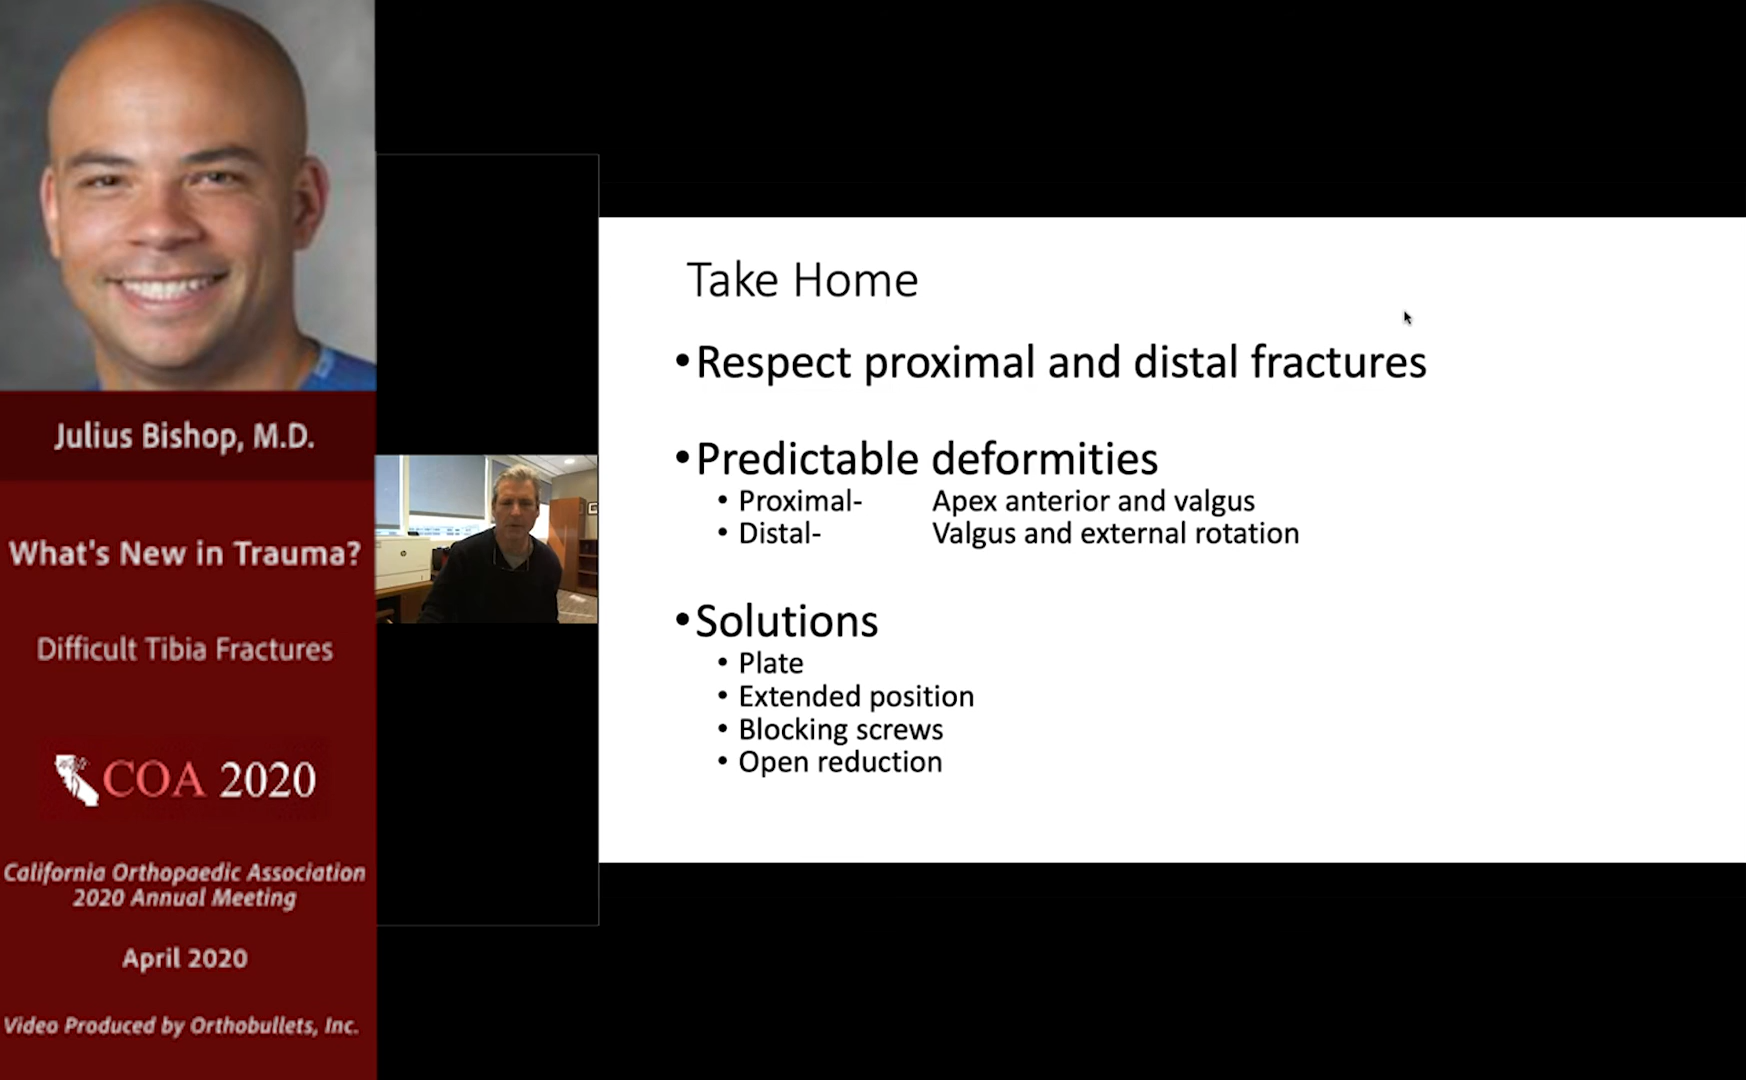 Julius Bishop, M.D.
What's New in Trauma?
Difficult Tibia Fractures
COA 2020
California Orthopaedic Association
2020 Annual Meeting
April 2020
Video Produced by Orthobullets, Inc.
Take Home
•Respect proximal and distal fractures
•Predictable deformities
• Proximal- Apex anterior and valgus
• Distal- Valgus and external rotation
•Solutions
• Plate
• Extended position
• Blocking screws
• Open reduction